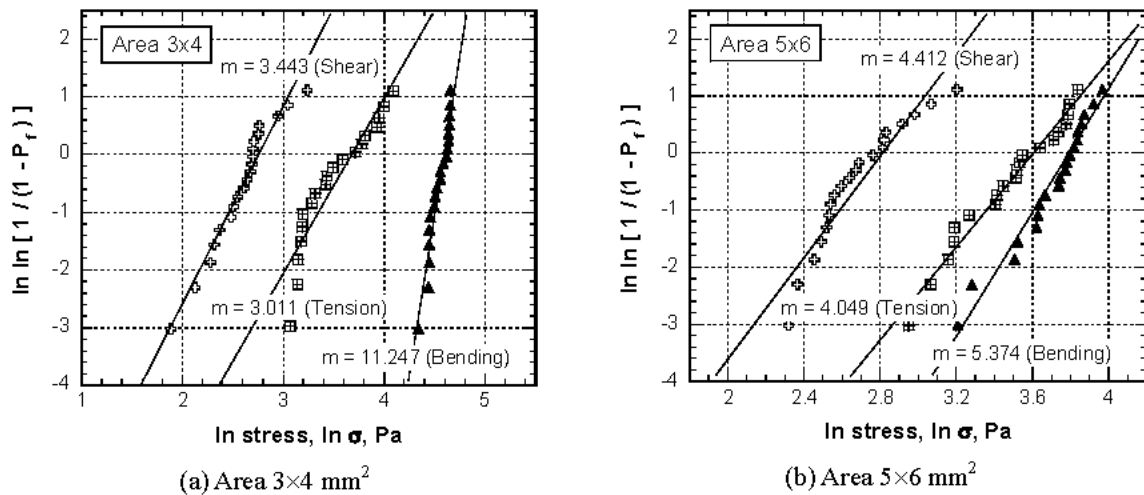 Area 3x4
m = 3.443 (Shear)
m = 3.011 (Tension)
m = 11.247 (Bending)
2
1
0
-1
-2
-3
-4
1
2
3
4
5
ln ln [ 1 / (1 - P f ) ]
ln stress, ln σ, Pa
(a) Area 3×4 mm²
Area 5x6
m = 4.412 (Shear)
m = 4.049 (Tension)
m = 5.374 (Bending)
2
1
0
-1
-2
-3
-4
2
2.4
2.8
3.2
3.6
4
ln ln [ 1 / (1 - P f ) ]
ln stress, ln σ, Pa
(b) Area 5×6 mm²